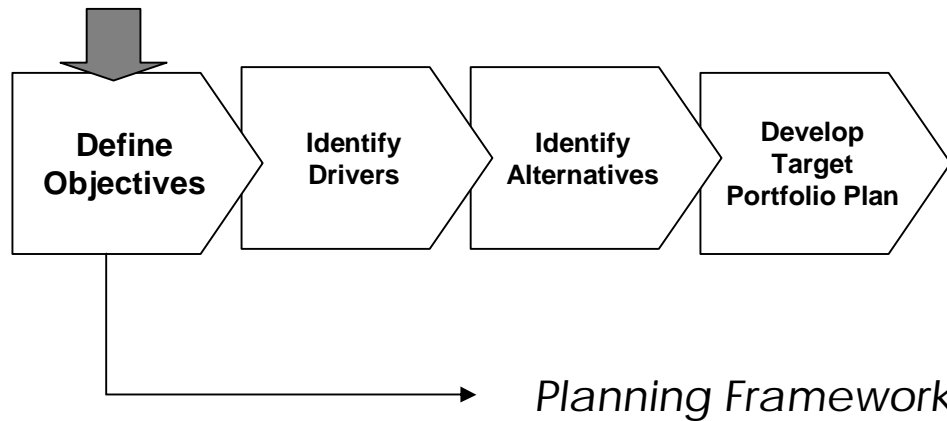 Define
Objectives
Identify
Drivers
Identify
Alternatives
Develop
Target
Portfolio Plan
Planning Framework